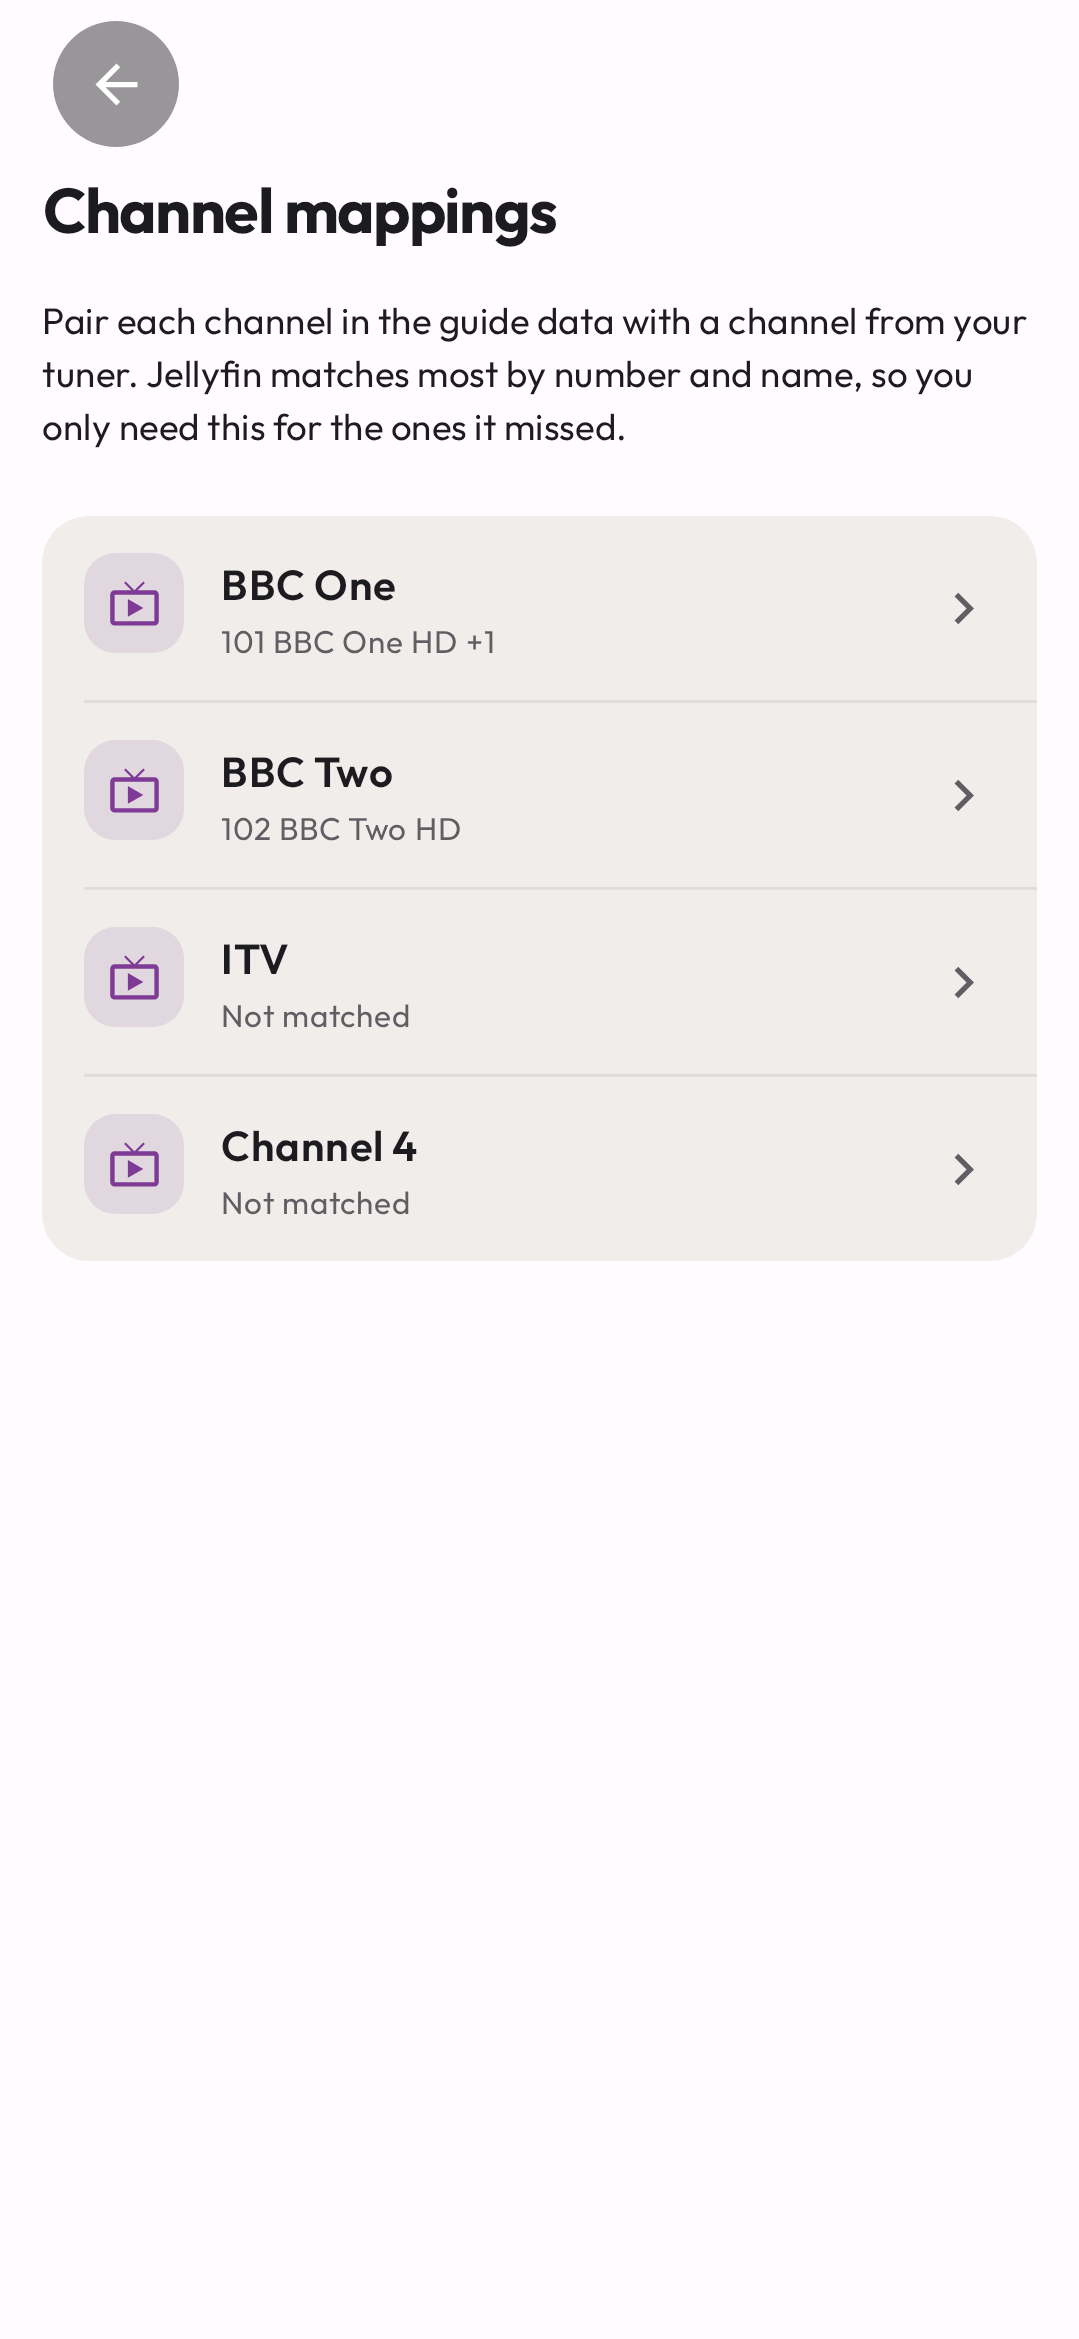 Channel mappings
Pair each channel in the guide data with a channel from your
tuner. Jellyfin matches most by number and name, so you
only need this for the ones it missed.
BBC One
101 BBC One HD +1
BBC Two
102 BBC Two HD
ITV
Not matched
Channel 4
Not matched